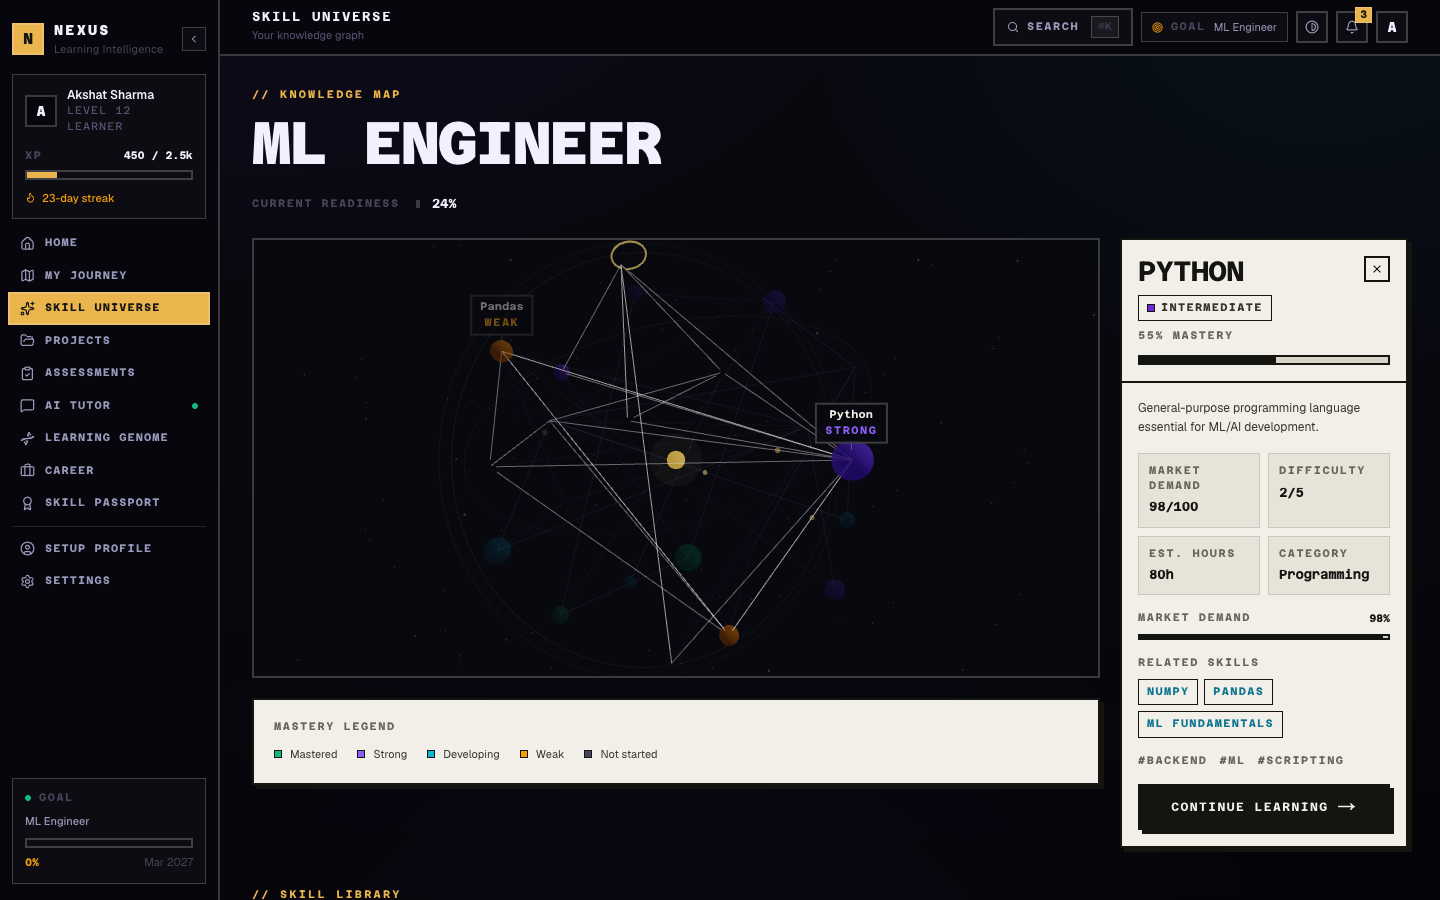 N
NEXUS
Learning Intelligence
A
Akshat Sharma
LEVEL 12
LEARNER
XP 450 / 2.5k
23-day streak
HOME
MY JOURNEY
SKILL UNIVERSE
PROJECTS
ASSESSMENTS
AI TUTOR
LEARNING GENOME
CAREER
SKILL PASSPORT
SETUP PROFILE
SETTINGS
GOAL
ML Engineer
0% Mar 2027
SKILL UNIVERSE
Your knowledge graph
SEARCH ⌘K
GOAL ML Engineer
3
A
// KNOWLEDGE MAP
ML ENGINEER
CURRENT READINESS 24%
Pandas
WEAK
Python
STRONG
MASTERY LEGEND
Mastered Strong Developing Weak Not started
PYTHON
INTERMEDIATE
55% MASTERY
General-purpose programming language
essential for ML/AI development.
MARKET
DEMAND
98/100
DIFFICULTY
2/5
EST. HOURS
80h
CATEGORY
Programming
MARKET DEMAND 98%
RELATED SKILLS
NUMPY PANDAS
ML FUNDAMENTALS
#BACKEND #ML #SCRIPTING
CONTINUE LEARNING →
// SKILL LIBRARY